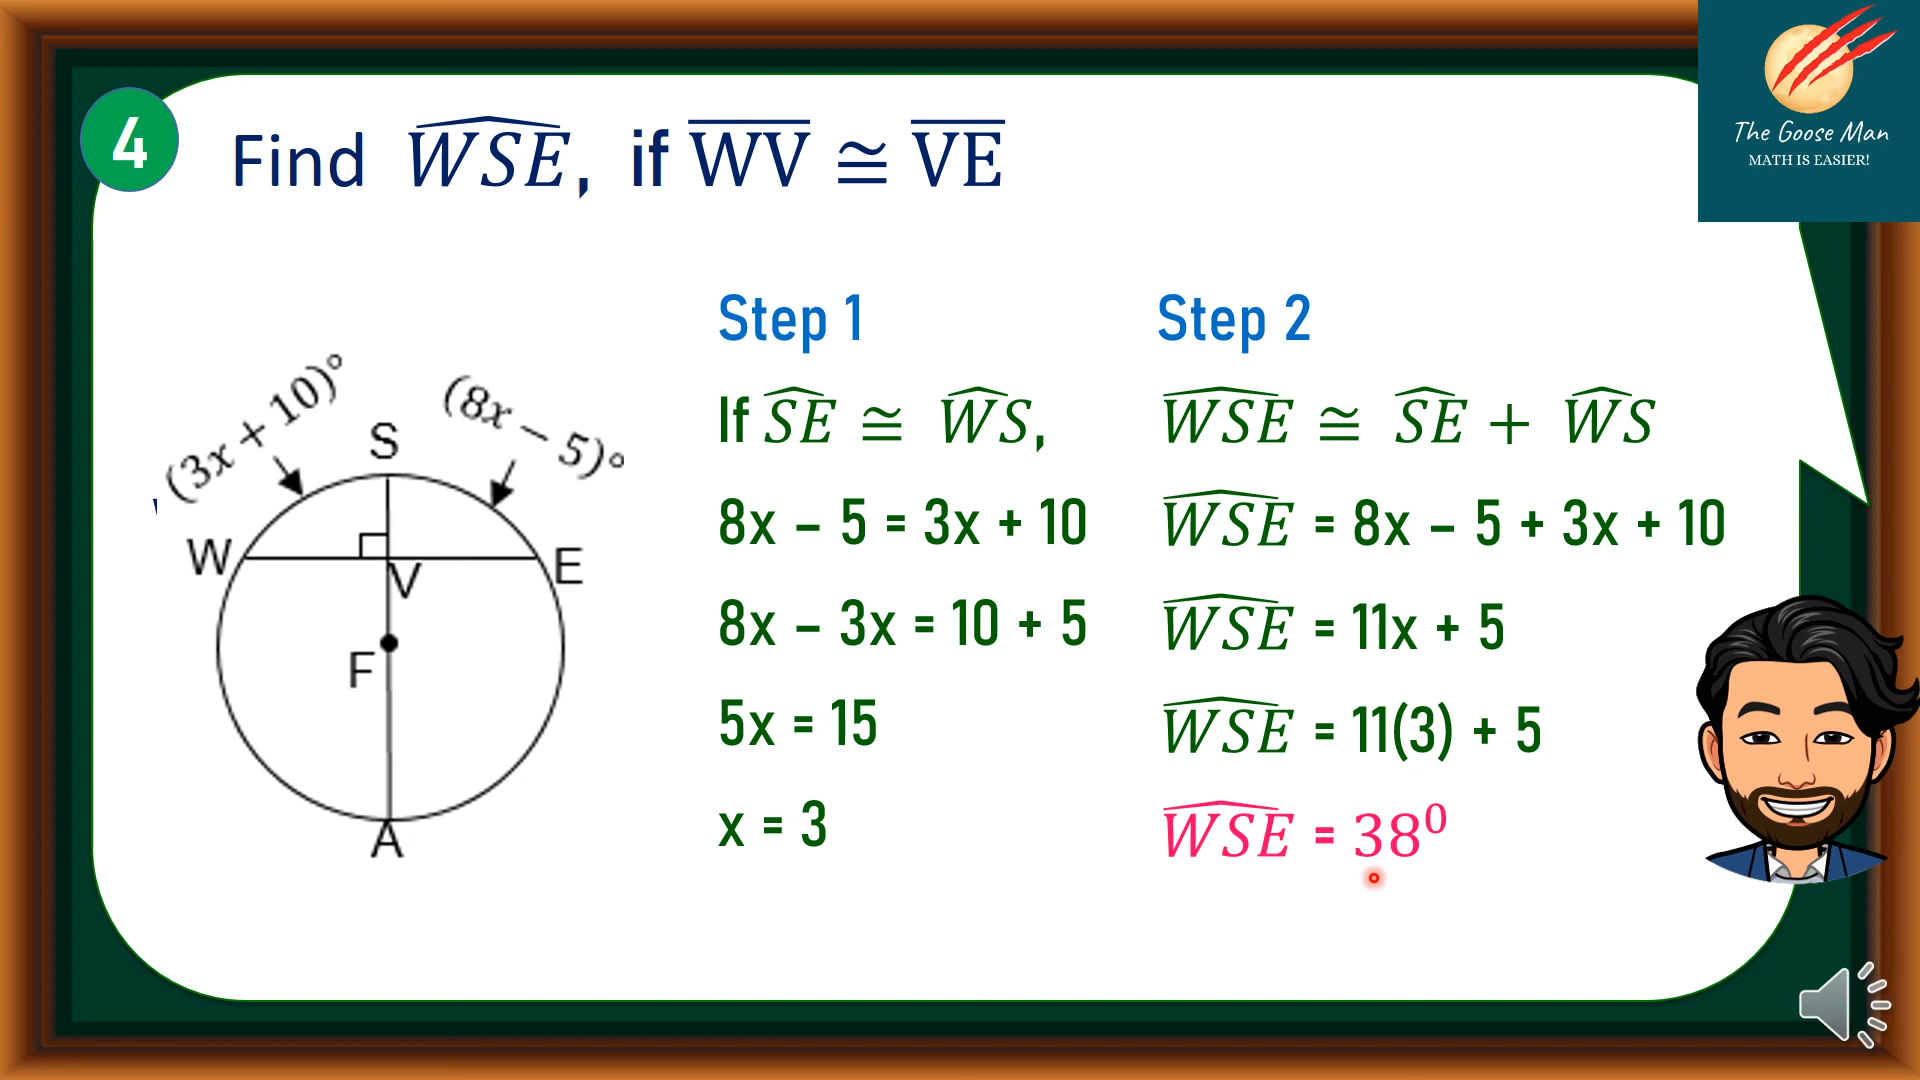 4
Find WSE, if WV ≅ VE
The Goose Man
MATH IS EASIER!
(3x + 10)°
(8x − 5)°
S
W
V
E
F
A
Step 1
If SE ≅ WS,
8x – 5 = 3x + 10
8x – 3x = 10 + 5
5x = 15
x = 3
Step 2
WSE ≅ SE + WS
WSE = 8x – 5 + 3x + 10
WSE = 11x + 5
WSE = 11(3) + 5
WSE = 38⁰